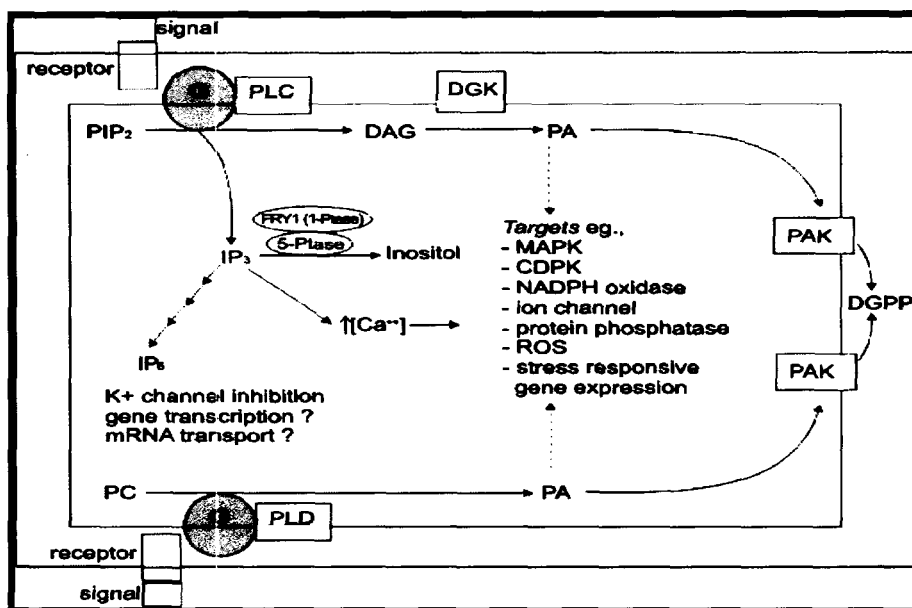 signal
receptor
PLC
DGK
PIP₂
DAG
PA
FRY1 (1-Ptase)
5-Ptase
IP₃
Inositol
Targets eg.,
- MAPK
- CDPK
- NADPH oxidase
- ion channel
- protein phosphatase
- ROS
- stress responsive
gene expression
PAK
DGPP
↑[Ca⁺⁺]
PAK
K+ channel inhibition
gene transcription ?
mRNA transport ?
PC
PA
PLD
receptor
signal